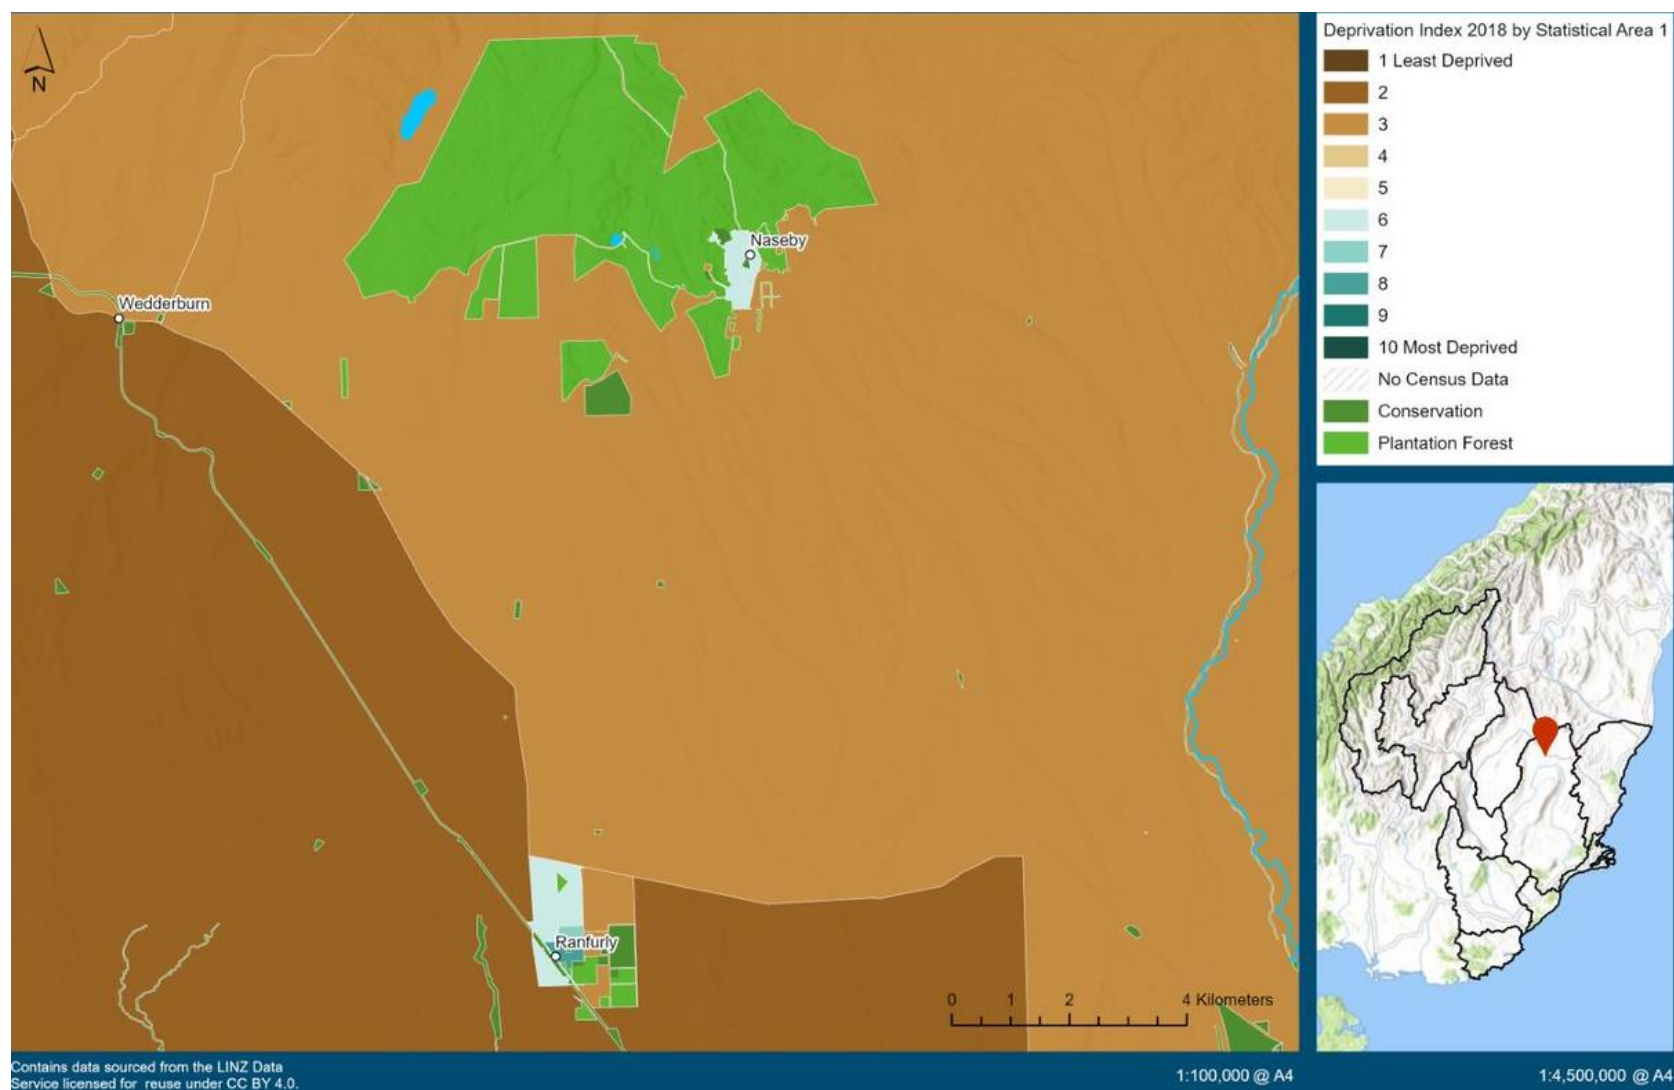 N
Naseby
Wedderburn
Ranfurly
0 1 2 4 Kilometers
Deprivation Index 2018 by Statistical Area 1
1 Least Deprived
2
3
4
5
6
7
8
9
10 Most Deprived
No Census Data
Conservation
Plantation Forest
Contains data sourced from the LINZ Data
Service licensed for reuse under CC BY 4.0.
1:100,000 @ A4
1:4,500,000 @ A4